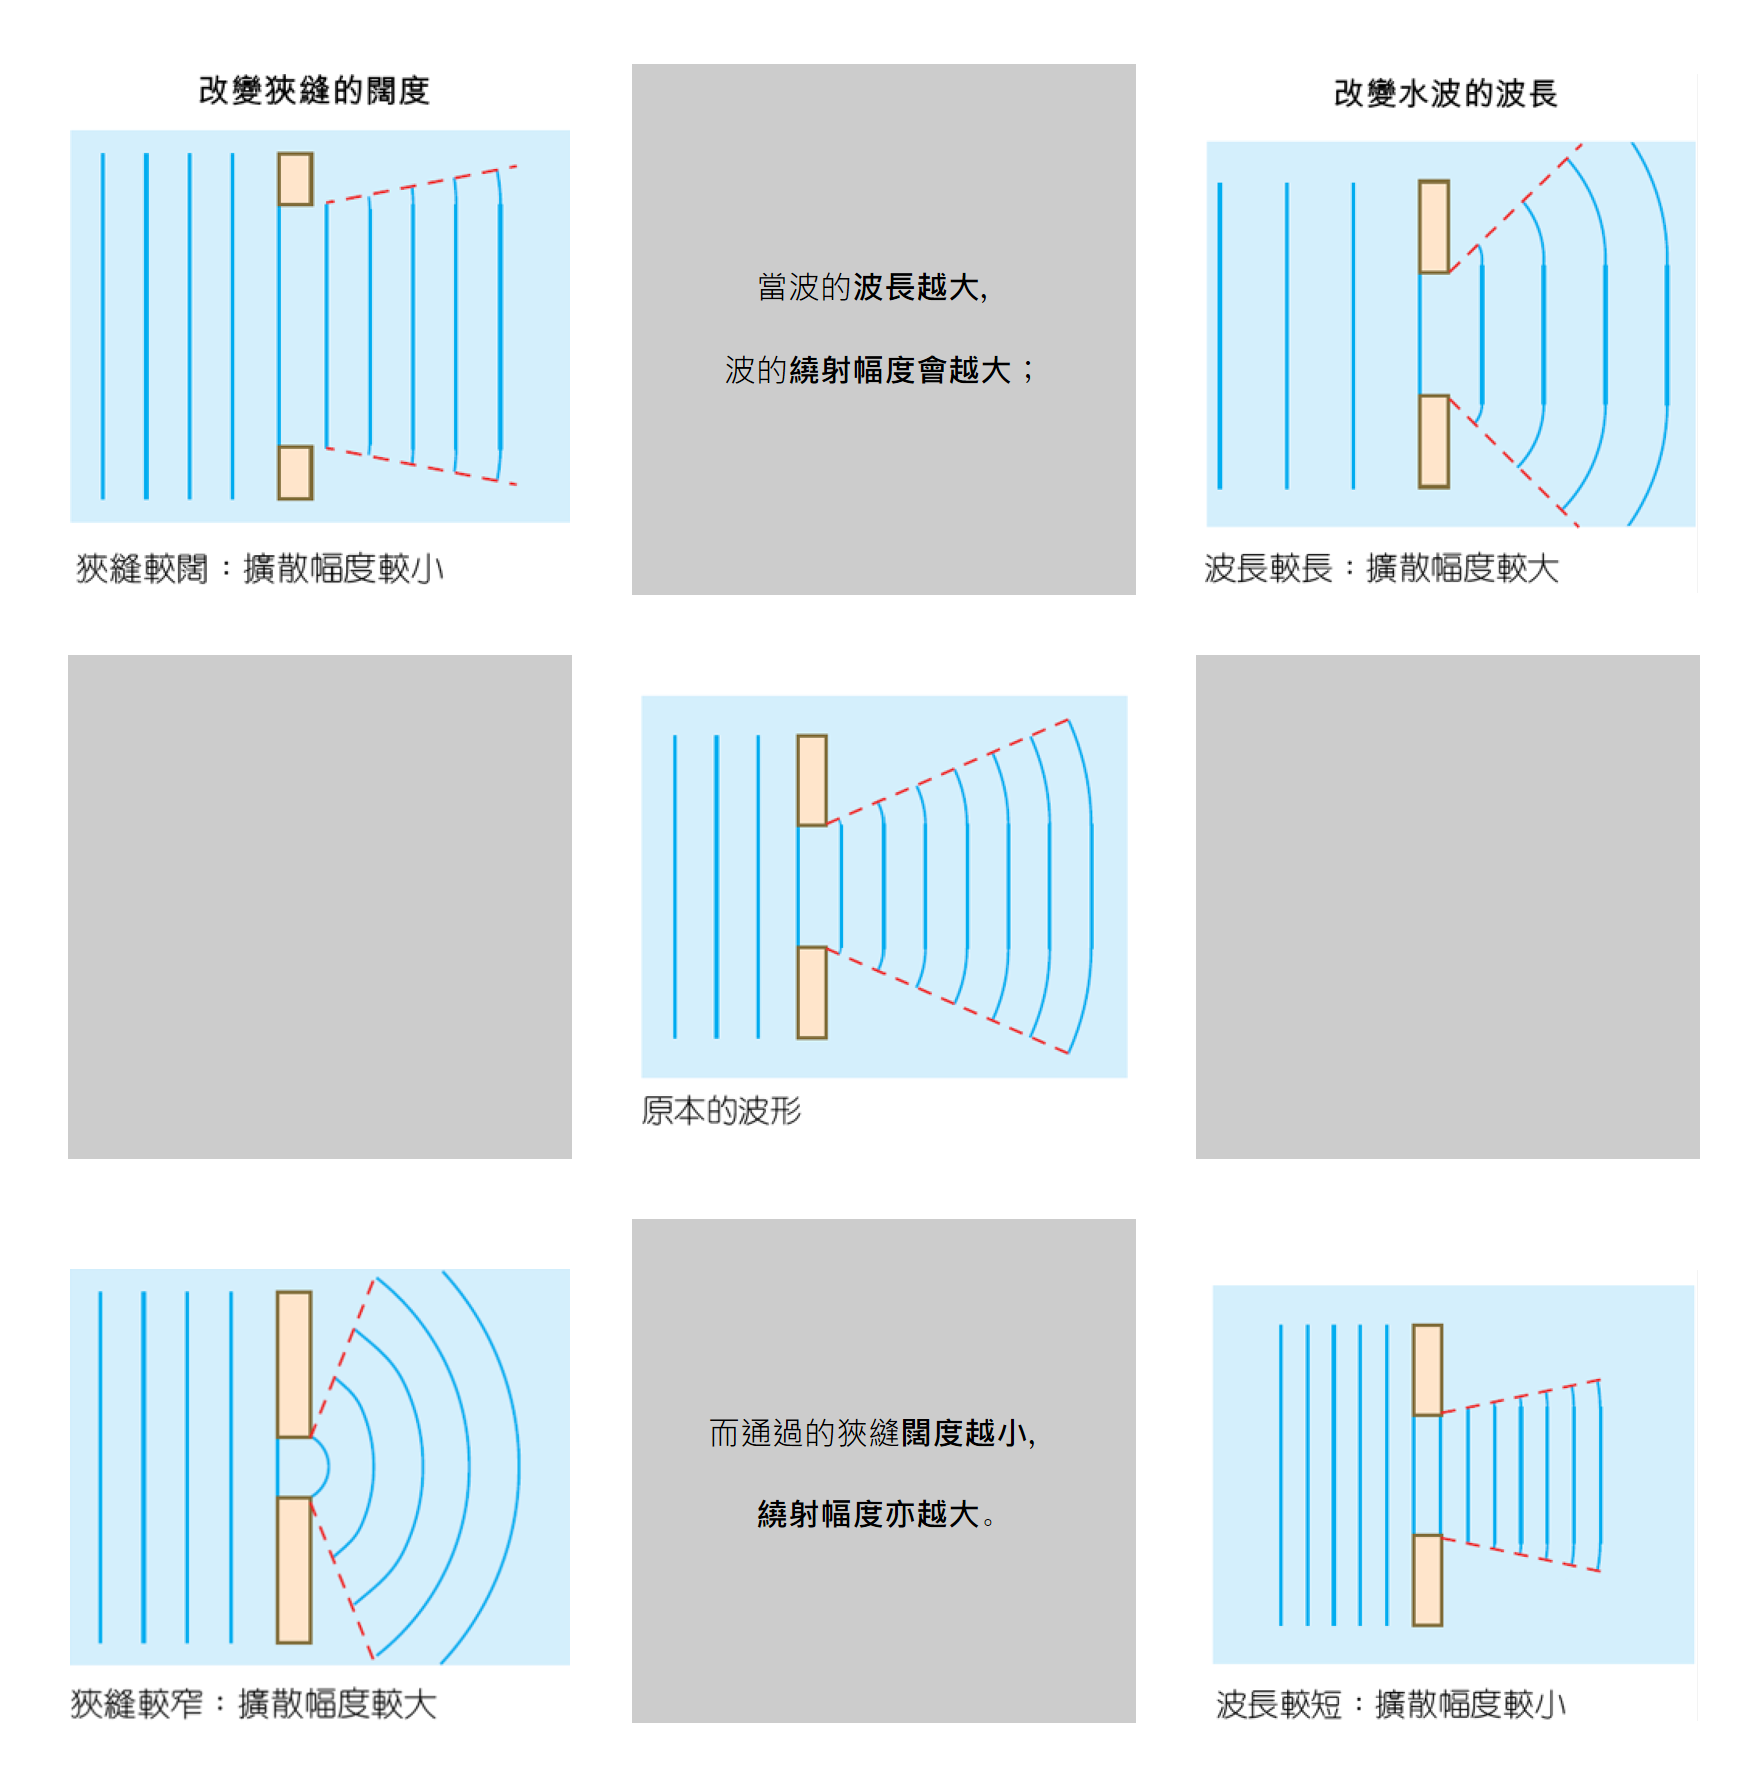 改變狹縫的闊度
改變水波的波長
當波的波長越大,
波的繞射幅度會越大；
狹縫較闊：擴散幅度較小
波長較長：擴散幅度較大
原本的波形
而通過的狹縫闊度越小,
繞射幅度亦越大。
狹縫較窄：擴散幅度較大
波長較短：擴散幅度較小